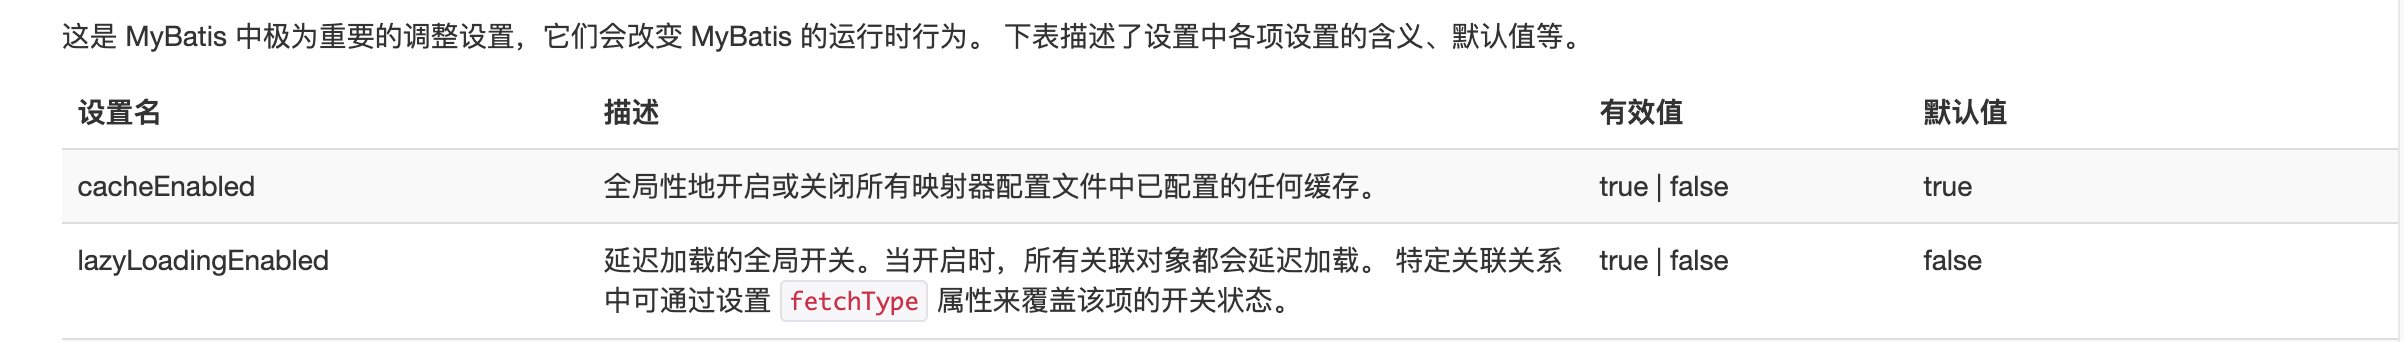 这是 MyBatis 中极为重要的调整设置，它们会改变 MyBatis 的运行时行为。 下表描述了设置中各项设置的含义、默认值等。
设置名 描述 有效值 默认值
cacheEnabled 全局性地开启或关闭所有映射器配置文件中已配置的任何缓存。 true | false true
lazyLoadingEnabled 延迟加载的全局开关。当开启时，所有关联对象都会延迟加载。 特定关联关系 true | false false
中可通过设置 fetchType 属性来覆盖该项的开关状态。